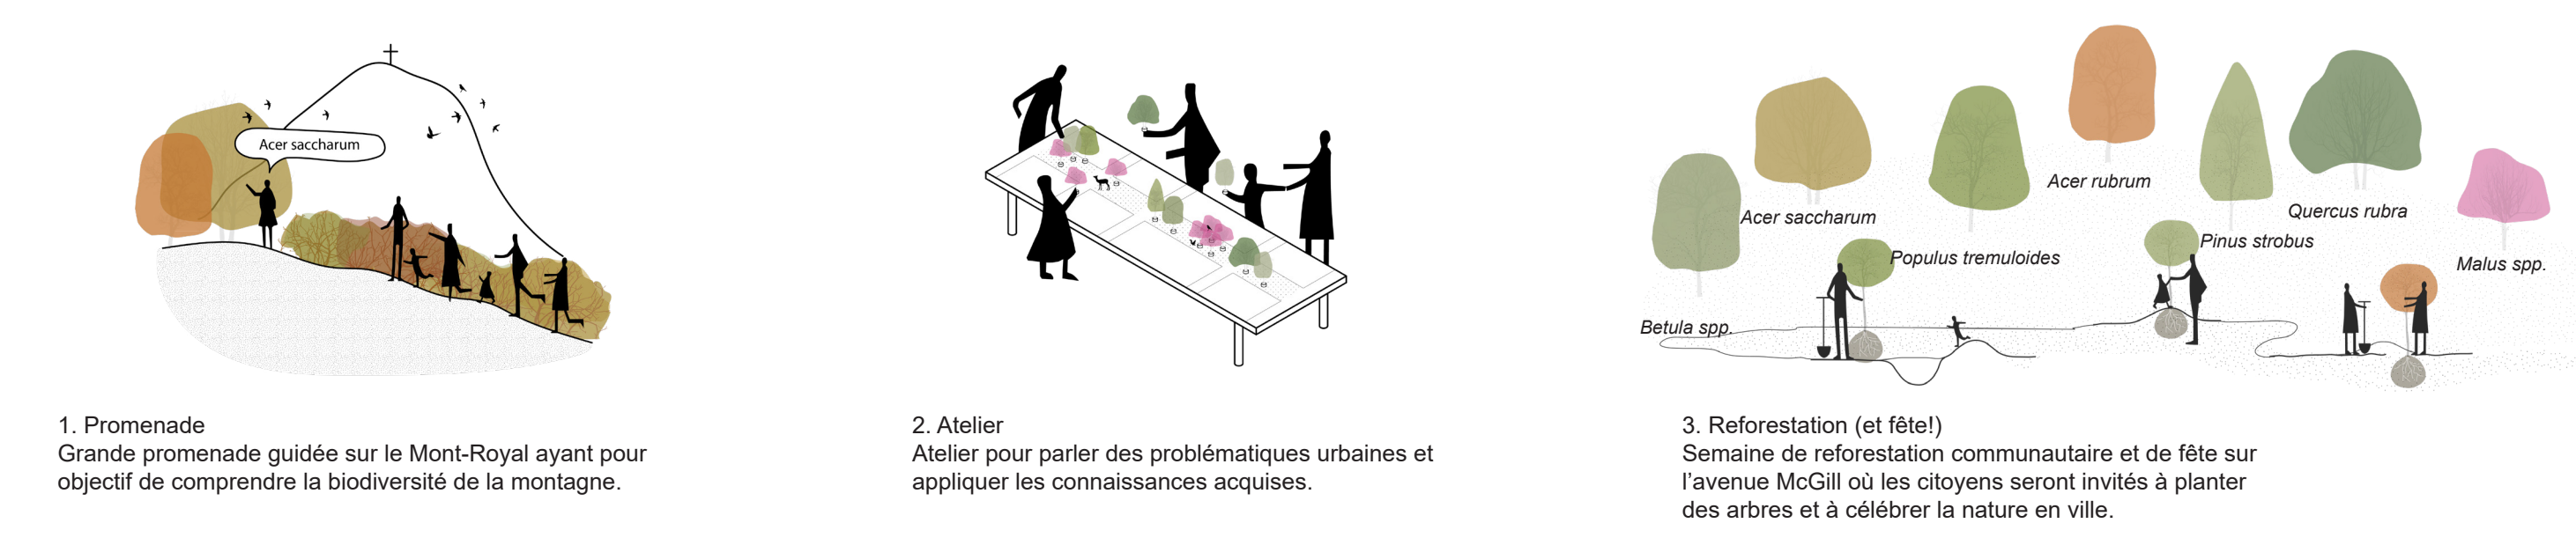 Acer saccharum
1. Promenade
Grande promenade guidée sur le Mont-Royal ayant pour
objectif de comprendre la biodiversité de la montagne.
2. Atelier
Atelier pour parler des problématiques urbaines et
appliquer les connaissances acquises.
Acer rubrum
Acer saccharum
Quercus rubra
Pinus strobus
Populus tremuloides
Malus spp.
Betula spp.
3. Reforestation (et fête!)
Semaine de reforestation communautaire et de fête sur
l’avenue McGill où les citoyens seront invités à planter
des arbres et à célébrer la nature en ville.